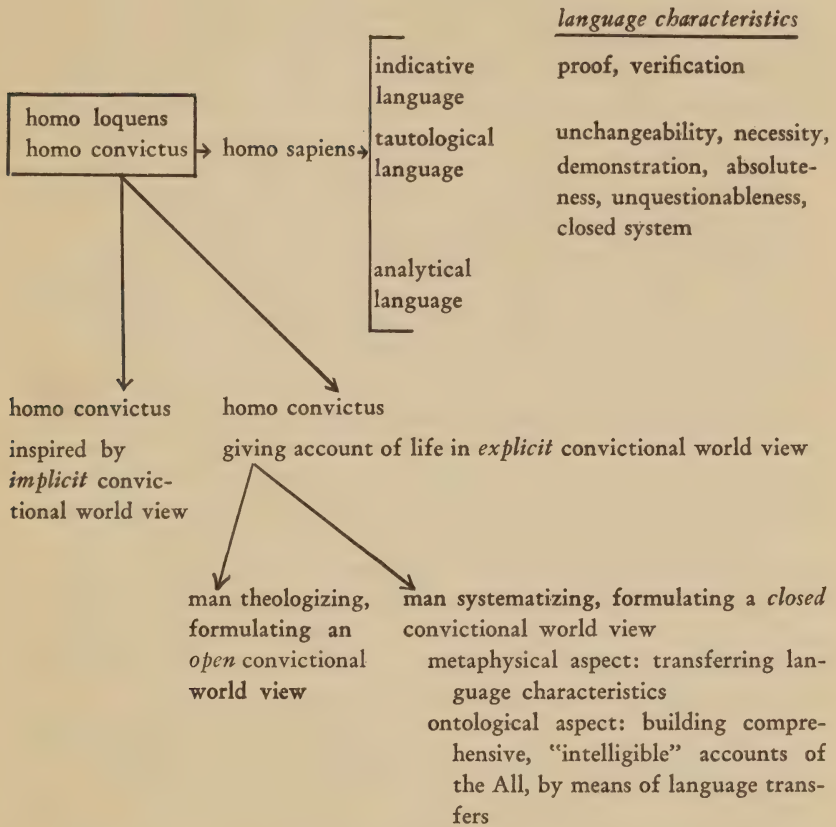 language characteristics
indicative
language
proof, verification
homo loquens
homo convictus
homo sapiens
tautological
language
unchangeability, necessity,
demonstration, absolute-
ness, unquestionableness,
closed system
analytical
language
homo convictus
inspired by
implicit convic-
tional world view
homo convictus
giving account of life in explicit convictional world view
man theologizing,
formulating an
open convictional
world view
man systematizing, formulating a closed
convictional world view
metaphysical aspect: transferring lan-
guage characteristics
ontological aspect: building compre-
hensive, "intelligible" accounts of
the All, by means of language trans-
fers